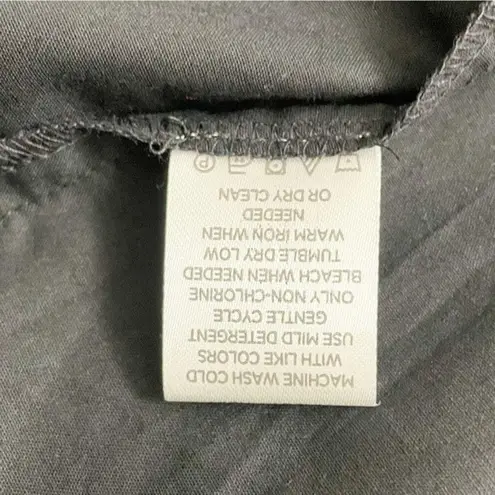 MACHINE WASH COLD
WITH LIKE COLORS
USE MILD DETERGENT
GENTLE CYCLE
ONLY NON-CHLORINE
BLEACH WHEN NEEDED
TUMBLE DRY LOW
WARM IRON WHEN
NEEDED
OR DRY CLEAN
P